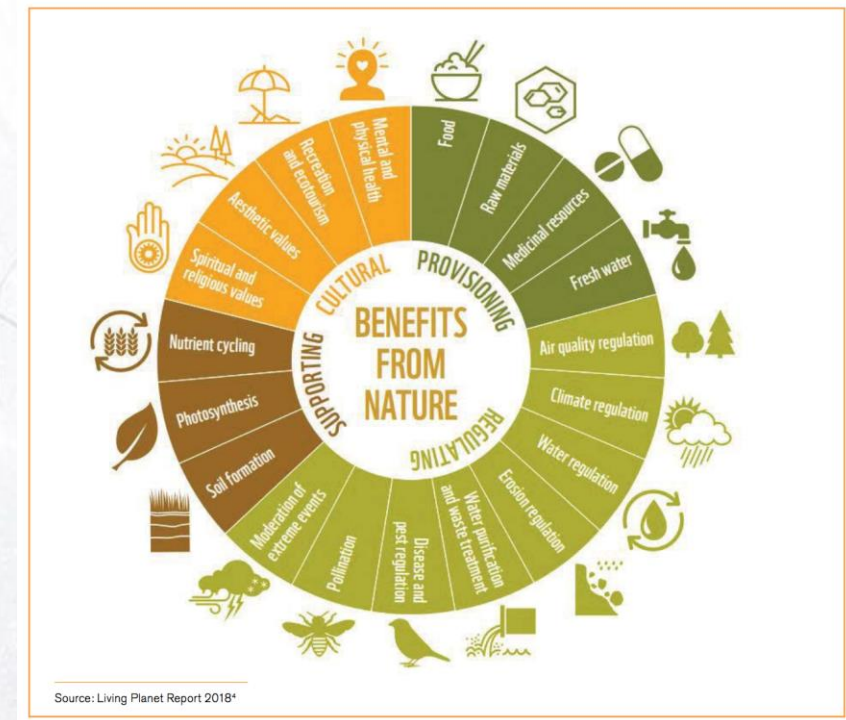 BENEFITS
FROM
NATURE
PROVISIONING
Food
Raw materials
Medicinal resources
Fresh water
REGULATING
Air quality regulation
Climate regulation
Water regulation
Erosion regulation
Water purification
and waste treatment
Disease and
pest regulation
Pollination
Moderation of
extreme events
SUPPORTING
Soil formation
Photosynthesis
Nutrient cycling
CULTURAL
Spiritual and
religious values
Aesthetic values
Recreation
and ecotourism
Mental and
physical health
Source: Living Planet Report 2018⁴